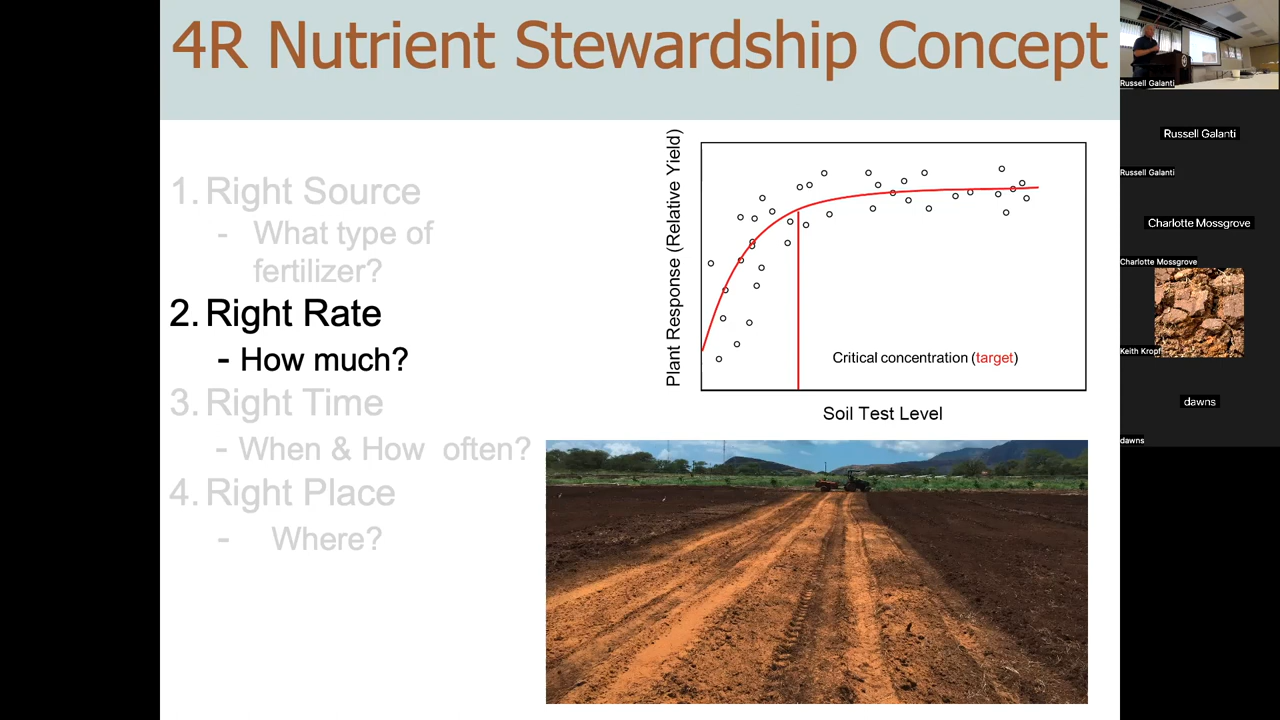 4R Nutrient Stewardship Concept
1. Right Source
- What type of
fertilizer?
2. Right Rate
- How much?
3. Right Time
- When & How often?
4. Right Place
- Where?
Plant Response (Relative Yield)
Critical concentration (target)
Soil Test Level
Russell Galanti
Russell Galanti
Russell Galanti
Charlotte Mossgrove
Charlotte Mossgrove
Keith Kropf
dawns
dawns